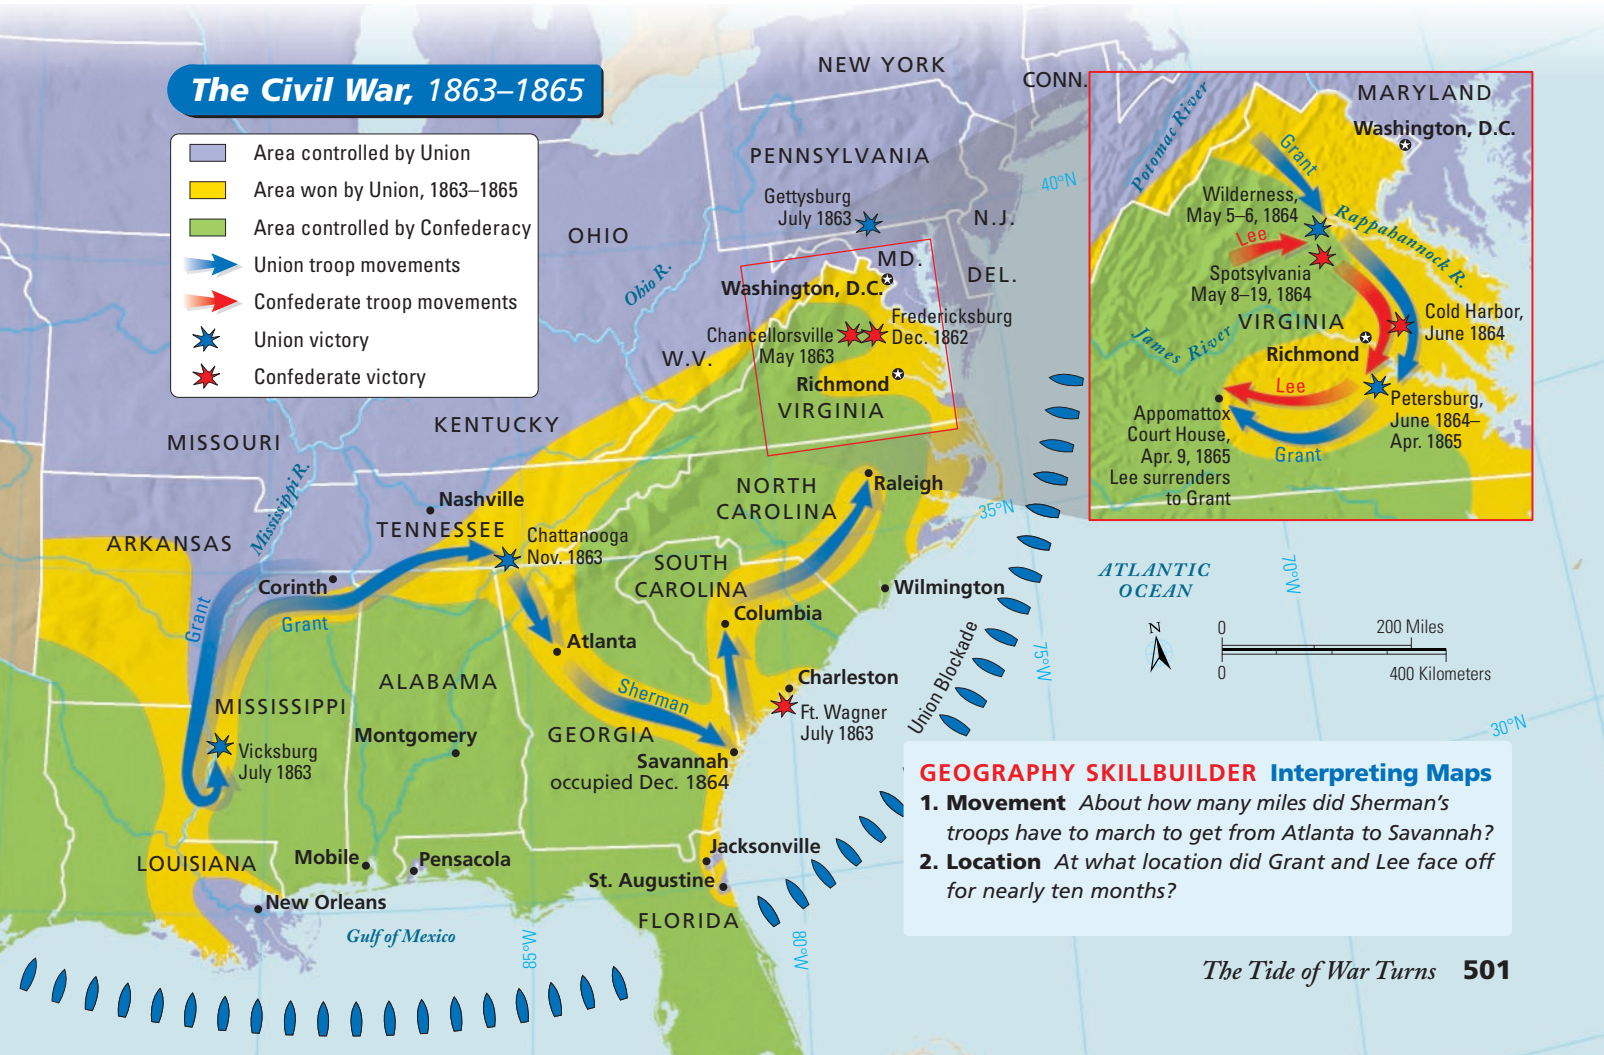 The Civil War, 1863–1865
Area controlled by Union
Area won by Union, 1863–1865
Area controlled by Confederacy
Union troop movements
Confederate troop movements
Union victory
Confederate victory
NEW YORK
CONN.
PENNSYLVANIA
Gettysburg
July 1863
N.J.
OHIO
MD.
DEL.
Ohio R.
Washington, D.C.
Fredericksburg
Dec. 1862
Chancellorsville
May 1863
W.V.
Richmond
VIRGINIA
KENTUCKY
MISSOURI
Mississippi R.
Nashville
TENNESSEE
ARKANSAS
Chattanooga
Nov. 1863
NORTH
CAROLINA
Raleigh
SOUTH
CAROLINA
Corinth
Grant
Grant
Wilmington
Columbia
Atlanta
Sherman
Charleston
Ft. Wagner
July 1863
ALABAMA
MISSISSIPPI
Montgomery
GEORGIA
Savannah
occupied Dec. 1864
Vicksburg
July 1863
LOUISIANA
Mobile
Pensacola
Jacksonville
St. Augustine
New Orleans
FLORIDA
Gulf of Mexico
Union Blockade
ATLANTIC
OCEAN
40°N
35°N
30°N
70°W
75°W
80°W
85°W
N
0
200 Miles
0
400 Kilometers
MARYLAND
Washington, D.C.
Potomac River
Grant
Wilderness,
May 5–6, 1864
Rappahannock R.
Lee
Spotsylvania
May 8–19, 1864
VIRGINIA
James River
Cold Harbor,
June 1864
Richmond
Lee
Petersburg,
June 1864–
Apr. 1865
Appomattox
Court House,
Apr. 9, 1865
Lee surrenders
to Grant
Grant
GEOGRAPHY SKILLBUILDER Interpreting Maps
1. Movement About how many miles did Sherman's
troops have to march to get from Atlanta to Savannah?
2. Location At what location did Grant and Lee face off
for nearly ten months?
The Tide of War Turns 501